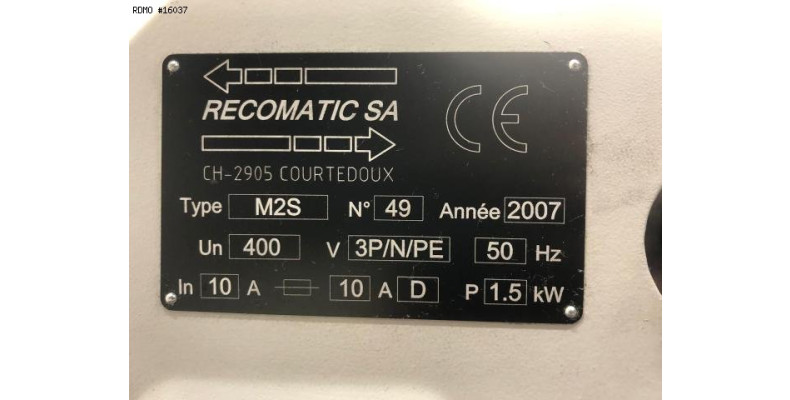 RDMO #16037
RECOMATIC SA
CE
CH-2905 COURTEDOUX
Type M2S N° 49 Année 2007
Un 400 V 3P/N/PE 50 Hz
In 10 A 10 A D P 1.5 kW